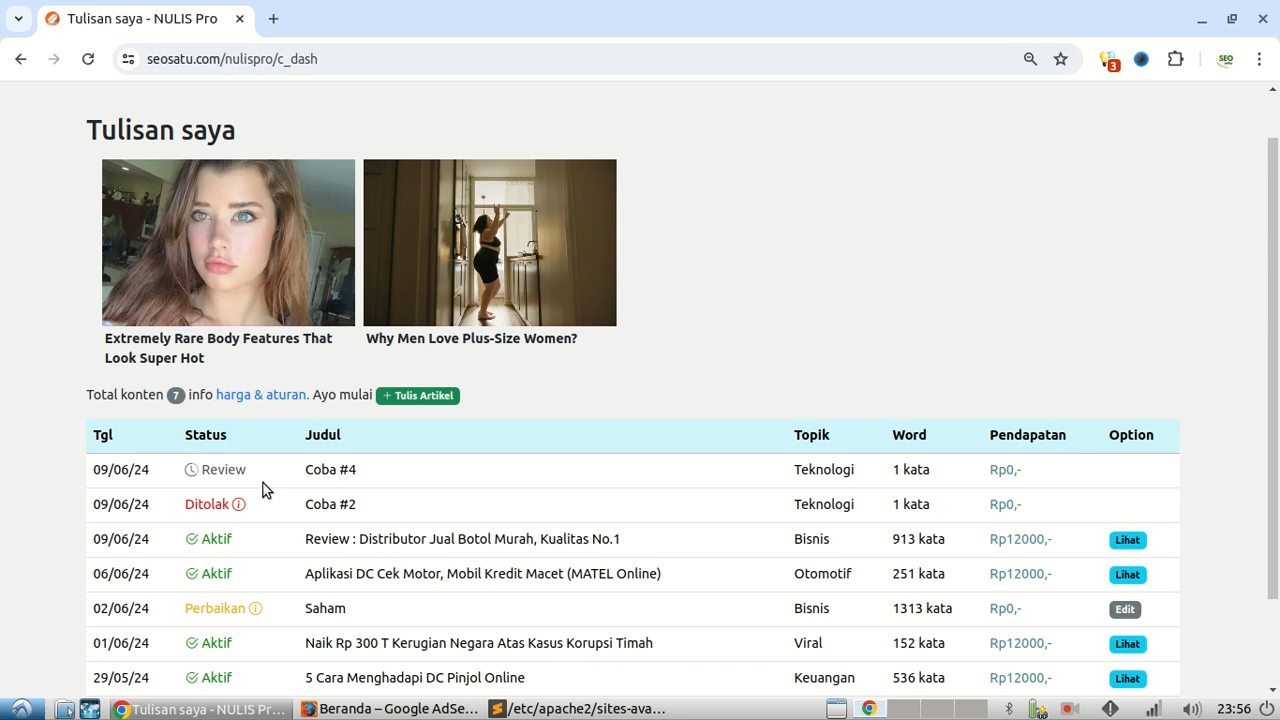 Tulisan saya - NULIS Pro
seosatu.com/nulispro/c_dash
3
SEO
Tulisan saya
Extremely Rare Body Features That
Look Super Hot
Why Men Love Plus-Size Women?
Total konten 7 info harga & aturan. Ayo mulai + Tulis Artikel
Tgl Status Judul Topik Word Pendapatan Option
09/06/24 Review Coba #4 Teknologi 1 kata Rp0,-
09/06/24 Ditolak Coba #2 Teknologi 1 kata Rp0,-
09/06/24 Aktif Review : Distributor Jual Botol Murah, Kualitas No.1 Bisnis 913 kata Rp12000,- Lihat
06/06/24 Aktif Aplikasi DC Cek Motor, Mobil Kredit Macet (MATEL Online) Otomotif 251 kata Rp12000,- Lihat
02/06/24 Perbaikan Saham Bisnis 1313 kata Rp0,- Edit
01/06/24 Aktif Naik Rp 300 T Kerugian Negara Atas Kasus Korupsi Timah Viral 152 kata Rp12000,- Lihat
29/05/24 Aktif 5 Cara Menghadapi DC Pinjol Online Keuangan 536 kata Rp12000,- Lihat
Tulisan saya - NULIS Pr... Beranda – Google AdSe... /etc/apache2/sites-ava... 23:56